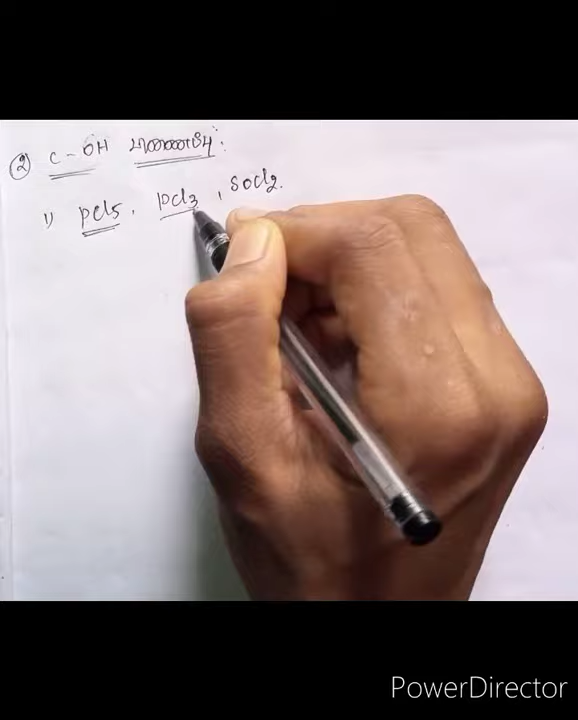 ② C - OH
1) PCl5, PCl3, SOCl2.
PowerDirector